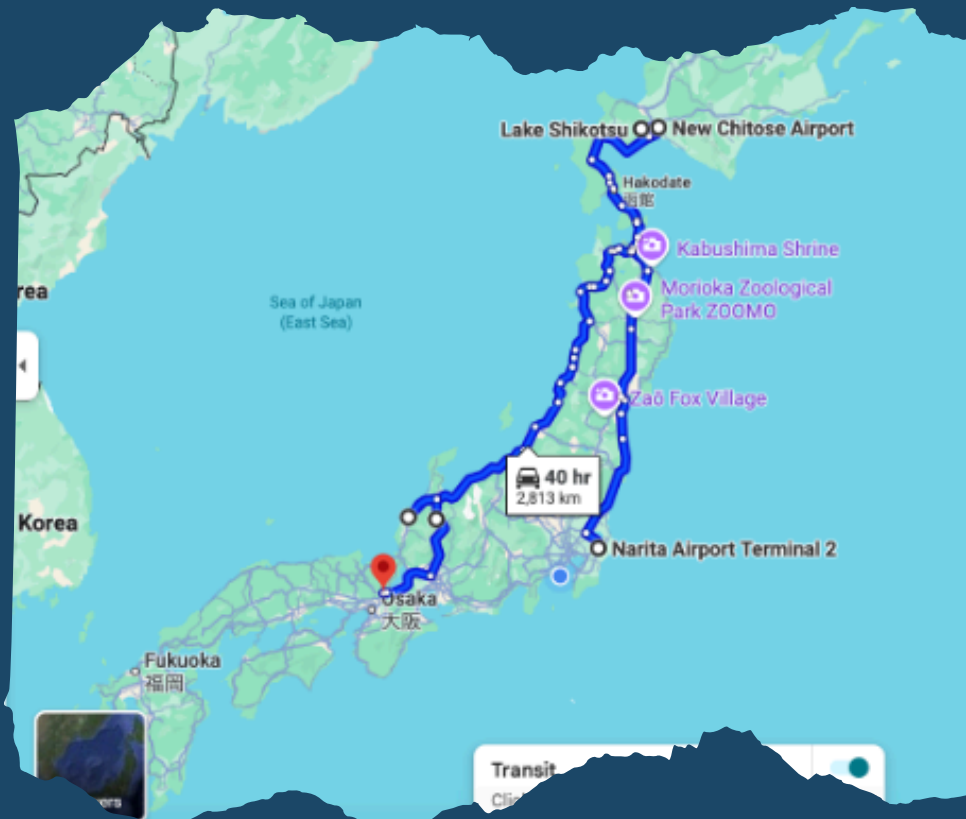 Lake Shikotsu
New Chitose Airport
Hakodate
函館
Kabushima Shrine
Morioka Zoological
Park ZOOMO
rea
Sea of Japan
(East Sea)
Zaō Fox Village
40 hr
2,813 km
Korea
Narita Airport Terminal 2
Osaka
大阪
Fukuoka
福岡
Transit